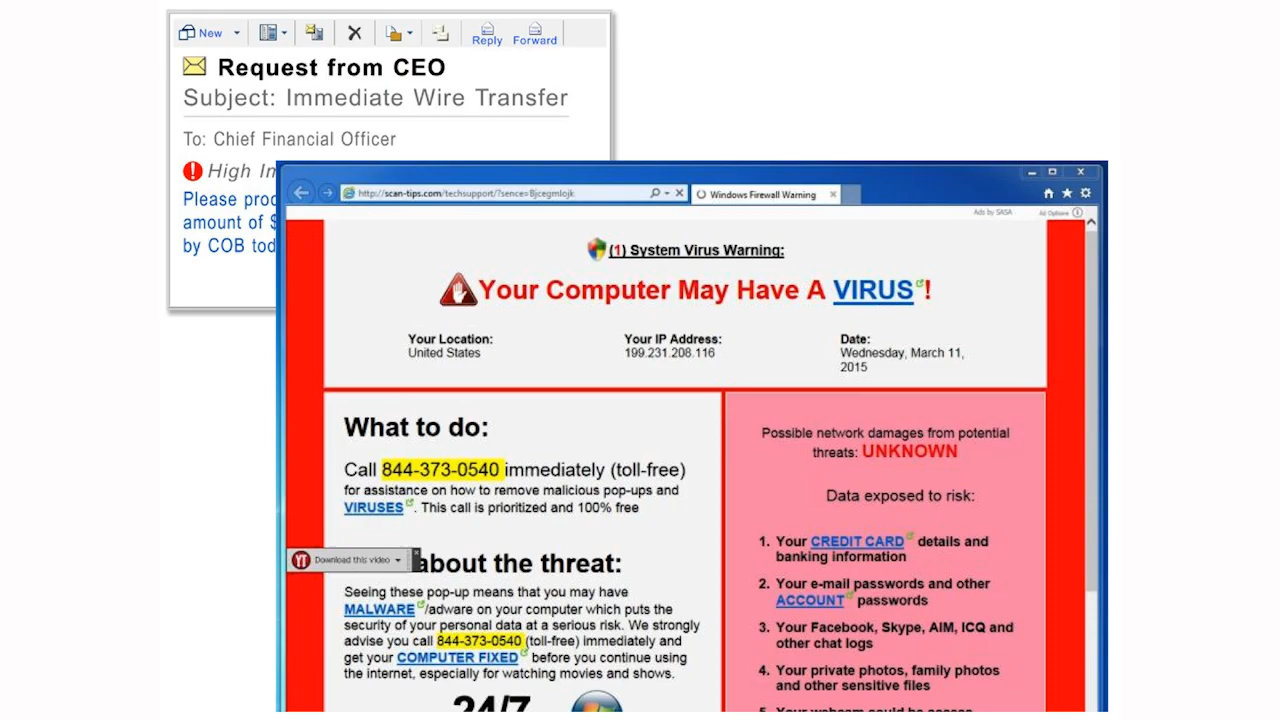 New
Reply Forward
Request from CEO
Subject: Immediate Wire Transfer
To: Chief Financial Officer
High
Please
amount of $
by COB
http://scan-tips.com/techsupport/?sence=8jcegmlojk
Windows Firewall Warning
Ads by SASA
Ad Options
(1) System Virus Warning:
Your Computer May Have A VIRUS!
Your Location:
United States
Your IP Address:
199.231.208.116
Date:
Wednesday, March 11,
2015
What to do:
Call 844-373-0540 immediately (toll-free)
for assistance on how to remove malicious pop-ups and
VIRUSES. This call is prioritized and 100% free
YT Download this video
about the threat:
Seeing these pop-up means that you may have
MALWARE/adware on your computer which puts the
security of your personal data at a serious risk. We strongly
advise you call 844-373-0540 (toll-free) immediately and
get your COMPUTER FIXED before you continue using
the internet, especially for watching movies and shows.
24/7
Possible network damages from potential
threats: UNKNOWN
Data exposed to risk:
1. Your CREDIT CARD details and
banking information
2. Your e-mail passwords and other
ACCOUNT passwords
3. Your Facebook, Skype, AIM, ICQ and
other chat logs
4. Your private photos, family photos
and other sensitive files
5. Your webcam could be access